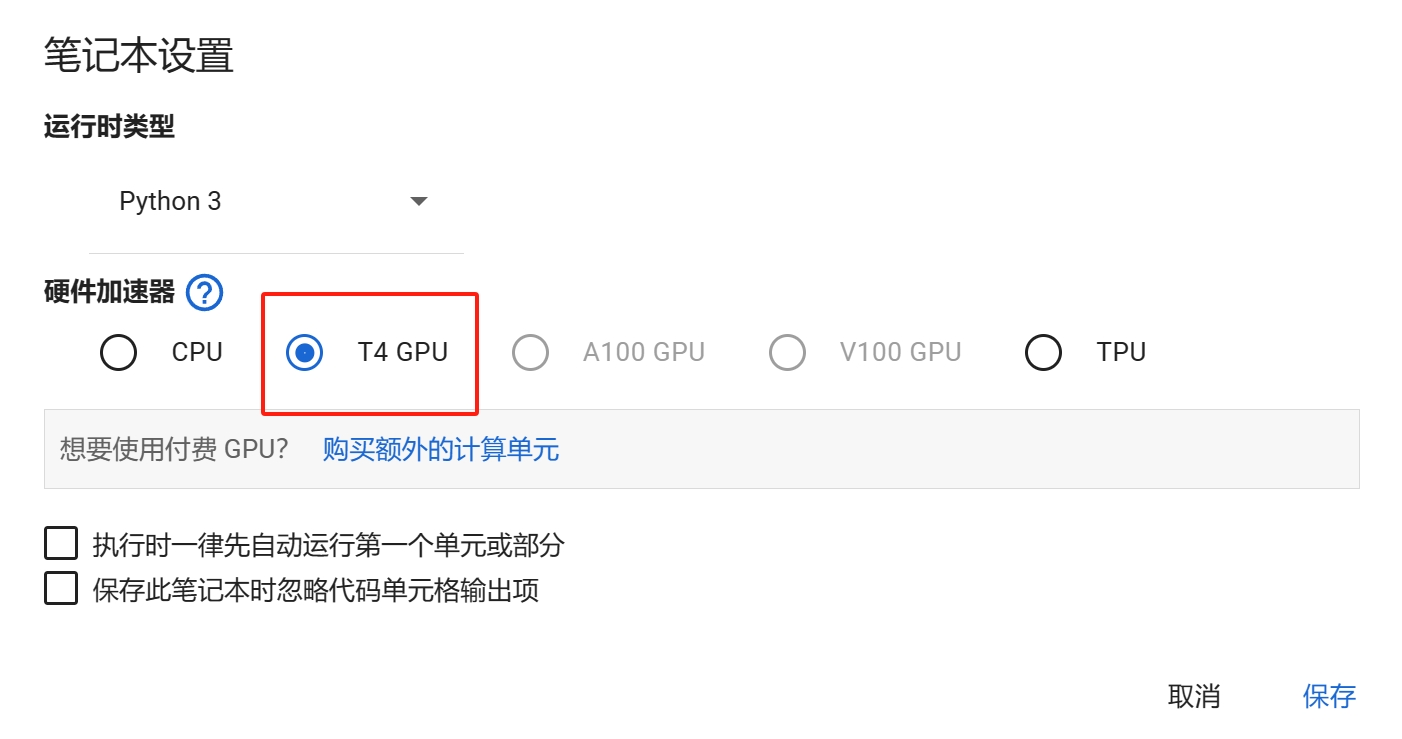 笔记本设置
运行时类型
Python 3
硬件加速器 ?
CPU T4 GPU A100 GPU V100 GPU TPU
想要使用付费 GPU? 购买额外的计算单元
执行时一律先自动运行第一个单元或部分
保存此笔记本时忽略代码单元格输出项
取消 保存